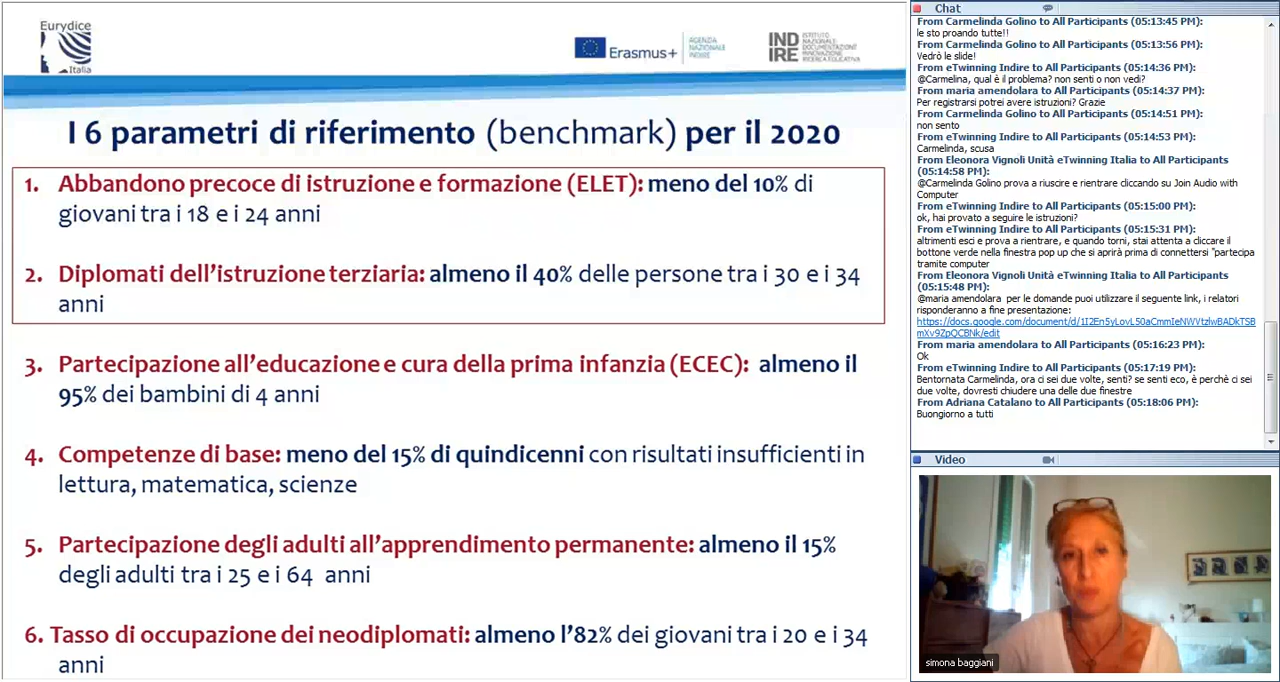 Eurydice
Italia
Erasmus+
AGENZIA
NAZIONALE
INDIRE
IND
IRE
ISTITUTO
NAZIONALE
DOCUMENTAZIONE
INNOVAZIONE
RICERCA EDUCATIVA
I 6 parametri di riferimento (benchmark) per il 2020
1. Abbandono precoce di istruzione e formazione (ELET): meno del 10% di
giovani tra i 18 e i 24 anni
2. Diplomati dell'istruzione terziaria: almeno il 40% delle persone tra i 30 e i 34
anni
3. Partecipazione all'educazione e cura della prima infanzia (ECEC): almeno il
95% dei bambini di 4 anni
4. Competenze di base: meno del 15% di quindicenni con risultati insufficienti in
lettura, matematica, scienze
5. Partecipazione degli adulti all'apprendimento permanente: almeno il 15%
degli adulti tra i 25 e i 64 anni
6. Tasso di occupazione dei neodiplomati: almeno l'82% dei giovani tra i 20 e i 34
anni
Chat
From Carmelinda Golino to All Participants (05:13:45 PM):
le sto proando tutte!!
From Carmelinda Golino to All Participants (05:13:56 PM):
Vedrò le slide!
From eTwinning Indire to All Participants (05:14:36 PM):
@Carmelina, qual è il problema? non senti o non vedi?
From maria amendolara to All Participants (05:14:37 PM):
Per registrarsi potrei avere istruzioni? Grazie
From Carmelinda Golino to All Participants (05:14:51 PM):
non sento
From eTwinning Indire to All Participants (05:14:53 PM):
Carmelinda, scusa
From Eleonora Vignoli Unità eTwinning Italia to All Participants
(05:14:58 PM):
@Carmelinda Golino prova a riuscire e rientrare cliccando su Join Audio with
Computer
From eTwinning Indire to All Participants (05:15:00 PM):
ok, hai provato a seguire le istruzioni?
From eTwinning Indire to All Participants (05:15:31 PM):
altrimenti esci e prova a rientrare, e quando torni, stai attenta a cliccare il
bottone verde nella finestra pop up che si aprirà prima di connettersi "partecipa
tramite computer
From Eleonora Vignoli Unità eTwinning Italia to All Participants
(05:15:48 PM):
@maria amendolara per le domande puoi utilizzare il seguente link, i relatori
risponderanno a fine presentazione:
https://docs.google.com/document/d/1I2En5yLovL50aCmmIeNWVtzlwBADkTSB
mXv9ZpOCBNk/edit
From maria amendolara to All Participants (05:16:23 PM):
Ok
From eTwinning Indire to All Participants (05:17:19 PM):
Bentornata Carmelinda, ora ci sei due volte, senti? se senti eco, è perchè ci sei
due volte, dovresti chiudere una delle due finestre
From Adriana Catalano to All Participants (05:18:06 PM):
Buongiorno a tutti
Video
simona baggiani